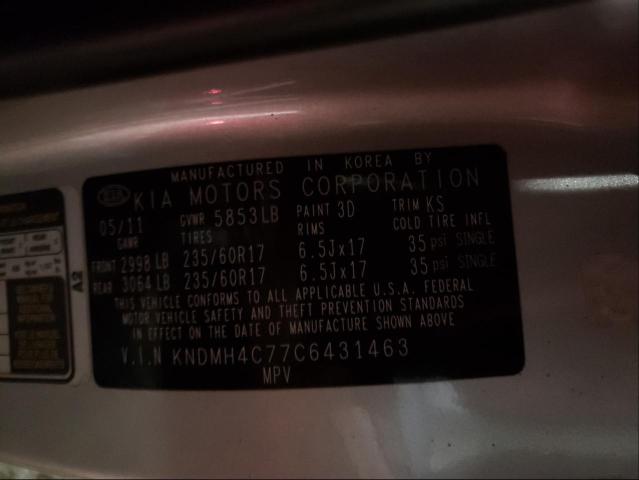 MANUFACTURED IN KOREA BY
KIA KIA MOTORS CORPORATION
05/11 GVWR 5853LB PAINT 3D TRIM KS
GAWR TIRES RIMS COLD TIRE INFL
FRONT 2998 LB 235/60R17 6.5Jx17 35 psi SINGLE
REAR 3064 LB 235/60R17 6.5Jx17 35 psi SINGLE
THIS VEHICLE CONFORMS TO ALL APPLICABLE U.S.A. FEDERAL
MOTOR VEHICLE SAFETY AND THEFT PREVENTION STANDARDS
IN EFFECT ON THE DATE OF MANUFACTURE SHOWN ABOVE
V.I.N KNDMH4C77C6431463
MPV
A2